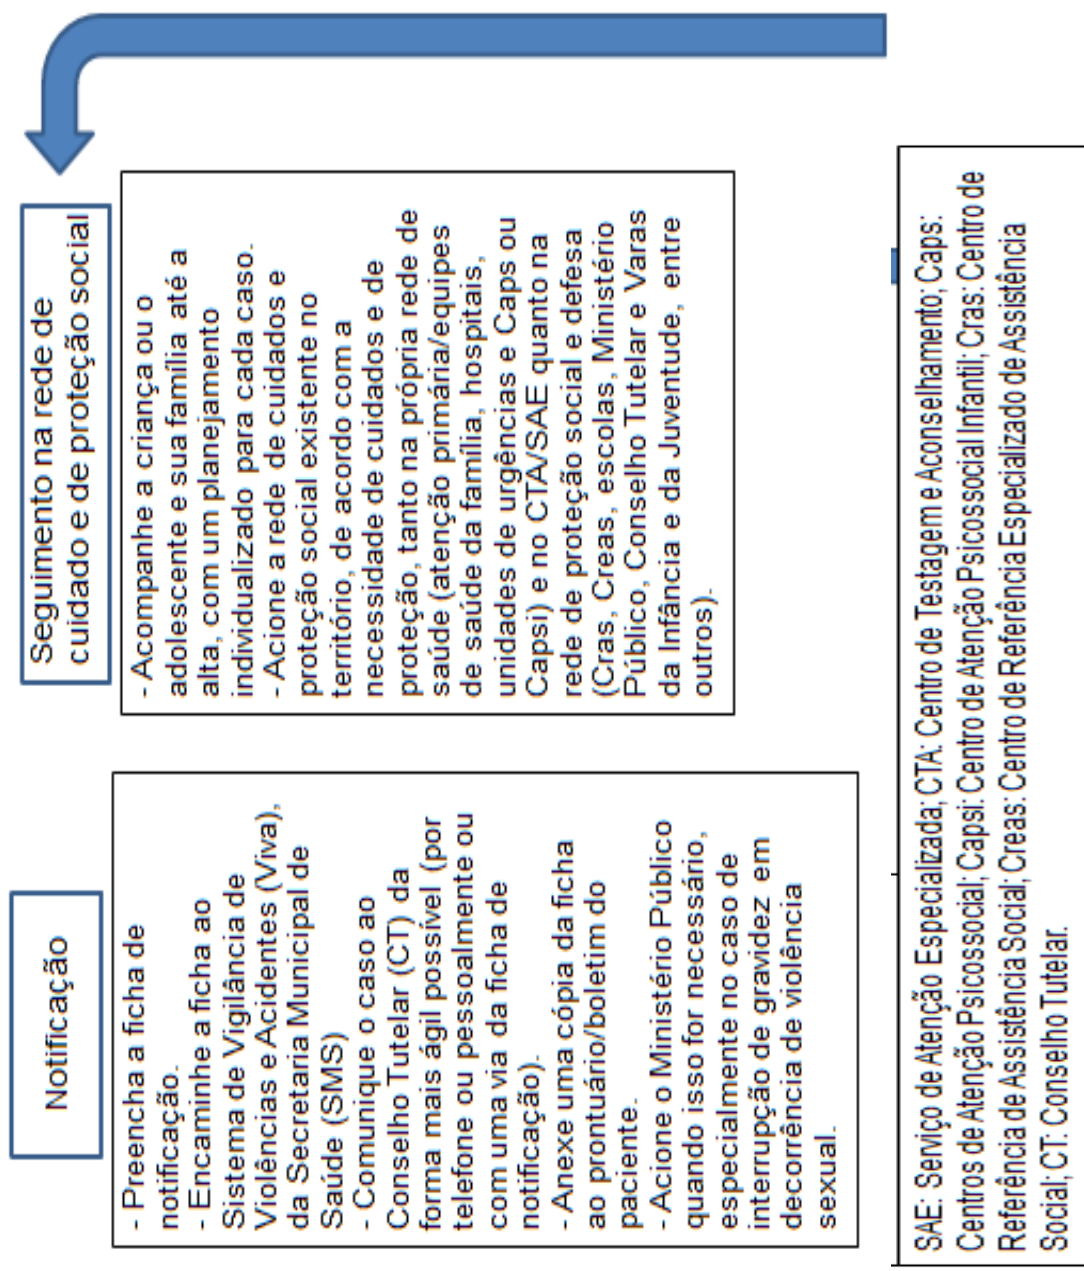 Notificação
- Preencha a ficha de
notificação.
- Encaminhe a ficha ao
Sistema de Vigilância de
Violências e Acidentes (Viva),
da Secretaria Municipal de
Saúde (SMS)
- Comunique o caso ao
Conselho Tutelar (CT) da
forma mais ágil possível (por
telefone ou pessoalmente ou
com uma via da ficha de
notificação).
- Anexe uma cópia da ficha
ao prontuário/boletim do
paciente.
- Acione o Ministério Público
quando isso for necessário,
especialmente no caso de
interrupção de gravidez em
decorrência de violência
sexual.
Seguimento na rede de
cuidado e de proteção social
- Acompanhe a criança ou o
adolescente e sua família até a
alta, com um planejamento
individualizado para cada caso.
- Acione a rede de cuidados e
proteção social existente no
território, de acordo com a
necessidade de cuidados e de
proteção, tanto na própria rede de
saúde (atenção primária/equipes
de saúde da família, hospitais,
unidades de urgências e Caps ou
Capsi) e no CTA/SAE quanto na
rede de proteção social e defesa
(Cras, Creas, escolas, Ministério
Público, Conselho Tutelar e Varas
da Infância e da Juventude, entre
outros).
SAE: Serviço de Atenção Especializada; CTA: Centro de Testagem e Aconselhamento; Caps:
Centros de Atenção Psicossocial; Capsi: Centro de Atenção Psicossocial Infantil; Cras: Centro de
Referência de Assistência Social; Creas: Centro de Referência Especializado de Assistência
Social; CT: Conselho Tutelar.